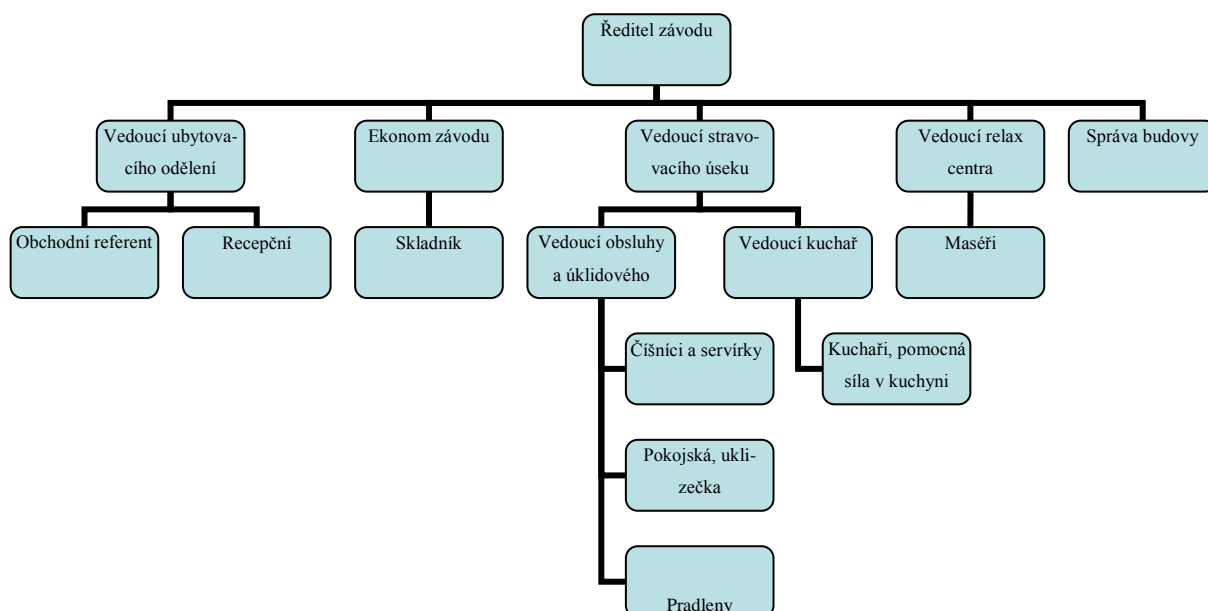 Ředitel závodu
Vedoucí ubytova-
cího odělení
Ekonom závodu
Vedoucí stravo-
vacího úseku
Vedoucí relax
centra
Správa budovy
Obchodní referent
Recepční
Skladník
Vedoucí obsluhy
a úklidového
Vedoucí kuchař
Maséři
Číšníci a servírky
Kuchaři, pomocná
síla v kuchyni
Pokojská, ukli-
zečka
Pradleny